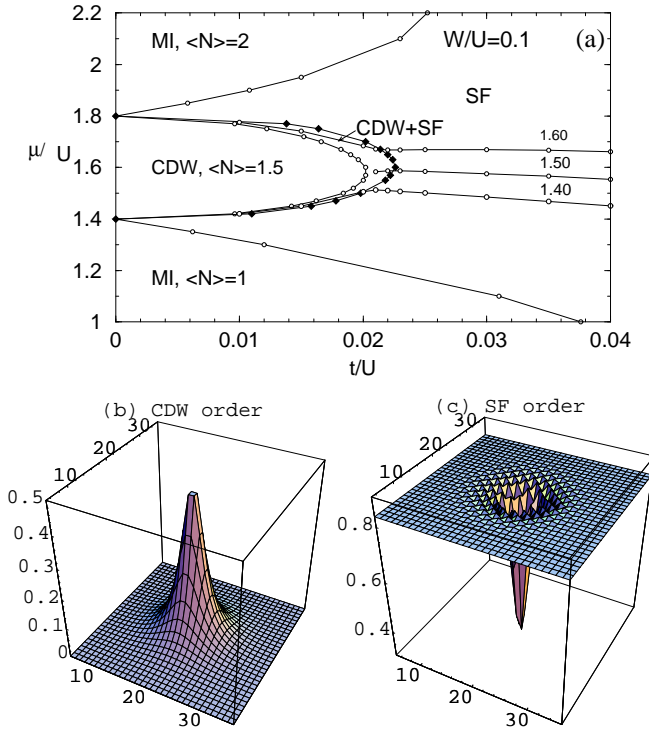 2.2
MI, <N>=2
W/U=0.1
(a)
2
SF
1.8
CDW+SF
μ/ U
1.60
CDW, <N>=1.5
1.6
1.50
1.40
1.4
MI, <N>=1
1
0 0.01 0.02 0.03 0.04
t/U
(b) CDW order
30
20
10
0.5
0.4
0.3
0.2
0.1
0
10
20
30
(c) SF order
30
20
10
0.8
0.6
0.4
10
20
30